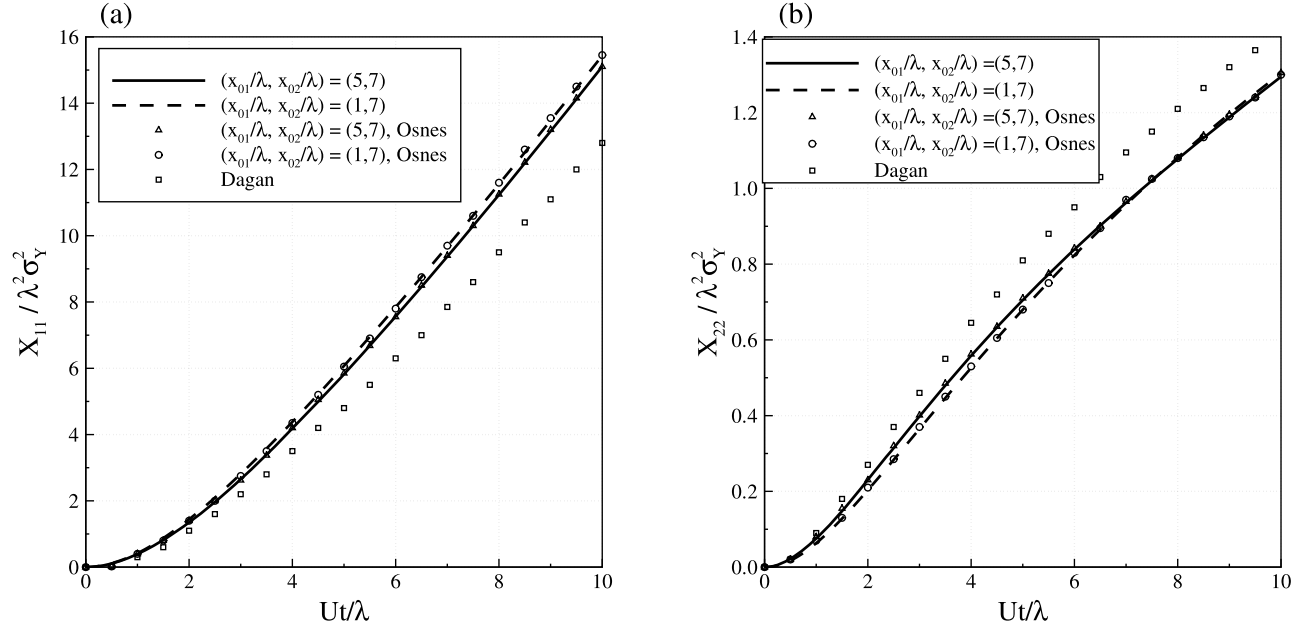 (a)
16
14
12
10
8
6
4
2
0
X₁₁ / λ²σ²_Y
(x₀₁/λ, x₀₂/λ) = (5,7)
(x₀₁/λ, x₀₂/λ) = (1,7)
(x₀₁/λ, x₀₂/λ) = (5,7), Osnes
(x₀₁/λ, x₀₂/λ) = (1,7), Osnes
Dagan
0 2 4 6 8 10
Ut/λ
(b)
1.4
1.2
1.0
0.8
0.6
0.4
0.2
0.0
X₂₂ / λ²σ²_Y
(x₀₁/λ, x₀₂/λ) =(5,7)
(x₀₁/λ, x₀₂/λ) =(1,7)
(x₀₁/λ, x₀₂/λ) =(5,7), Osnes
(x₀₁/λ, x₀₂/λ) =(1,7), Osnes
Dagan
0 2 4 6 8 10
Ut/λ